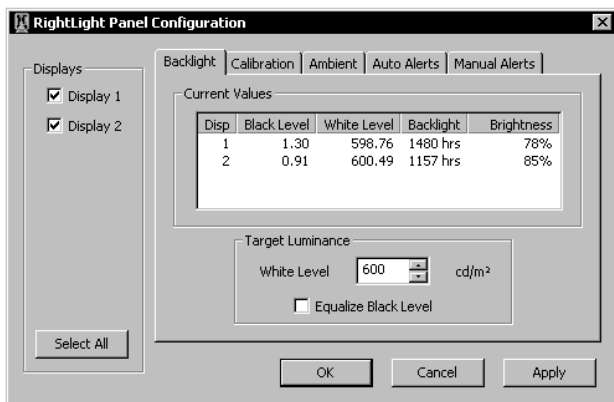 RightLight Panel Configuration
Displays
Display 1
Display 2
Select All
Backlight Calibration Ambient Auto Alerts Manual Alerts
Current Values
Disp Black Level White Level Backlight Brightness
1 1.30 598.76 1480 hrs 78%
2 0.91 600.49 1157 hrs 85%
Target Luminance
White Level 600 cd/m²
Equalize Black Level
OK Cancel Apply